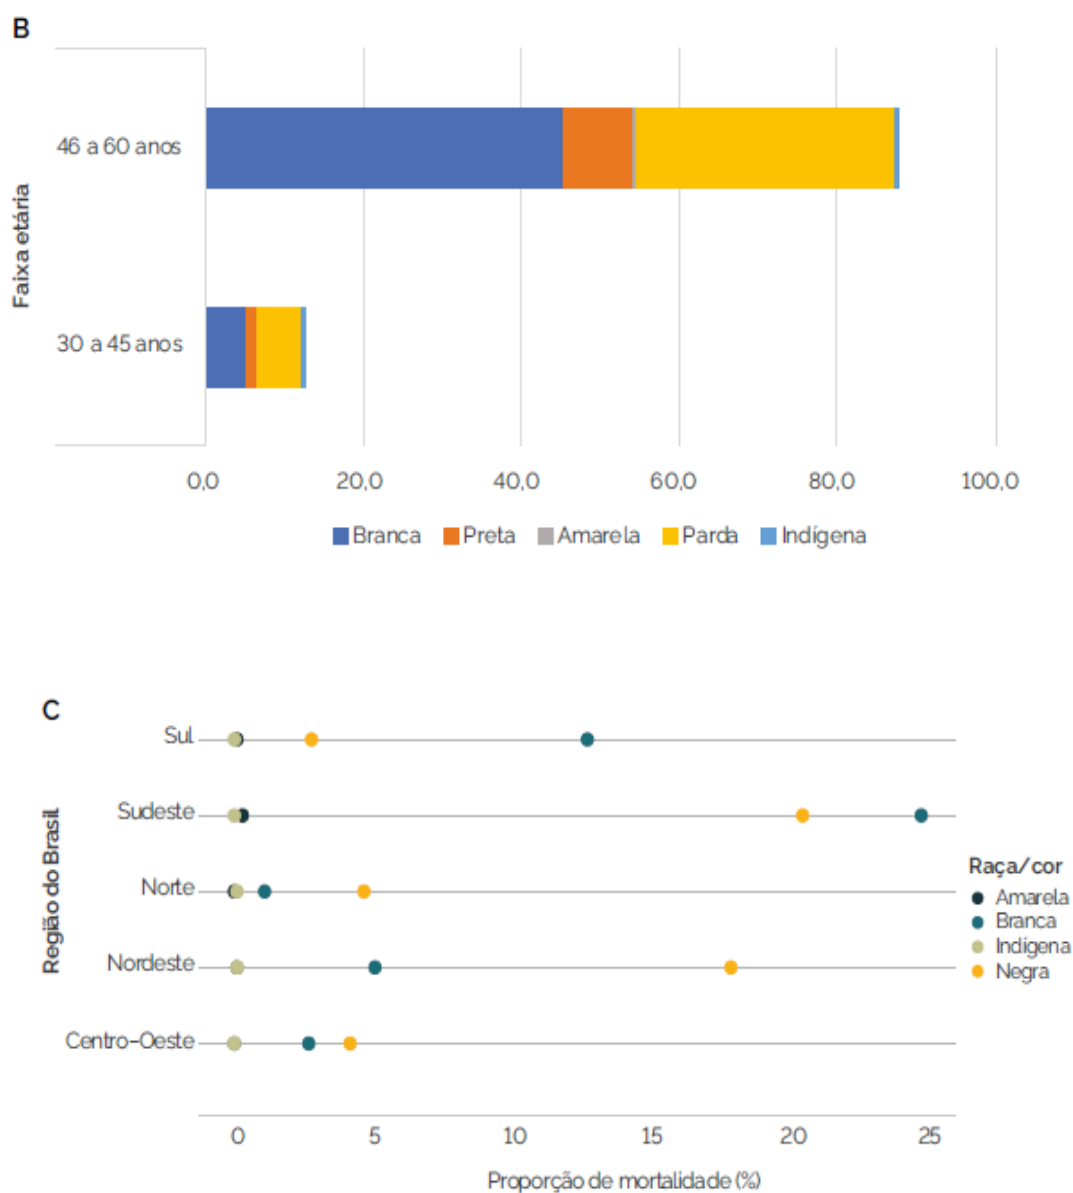 B
Faixa etária
46 a 60 anos
30 a 45 anos
0,0 20,0 40,0 60,0 80,0 100,0
Branca Preta Amarela Parda Indígena
C
Região do Brasil
Sul
Sudeste
Norte
Nordeste
Centro-Oeste
Raça/cor
Amarela
Branca
Indígena
Negra
0 5 10 15 20 25
Proporção de mortalidade (%)